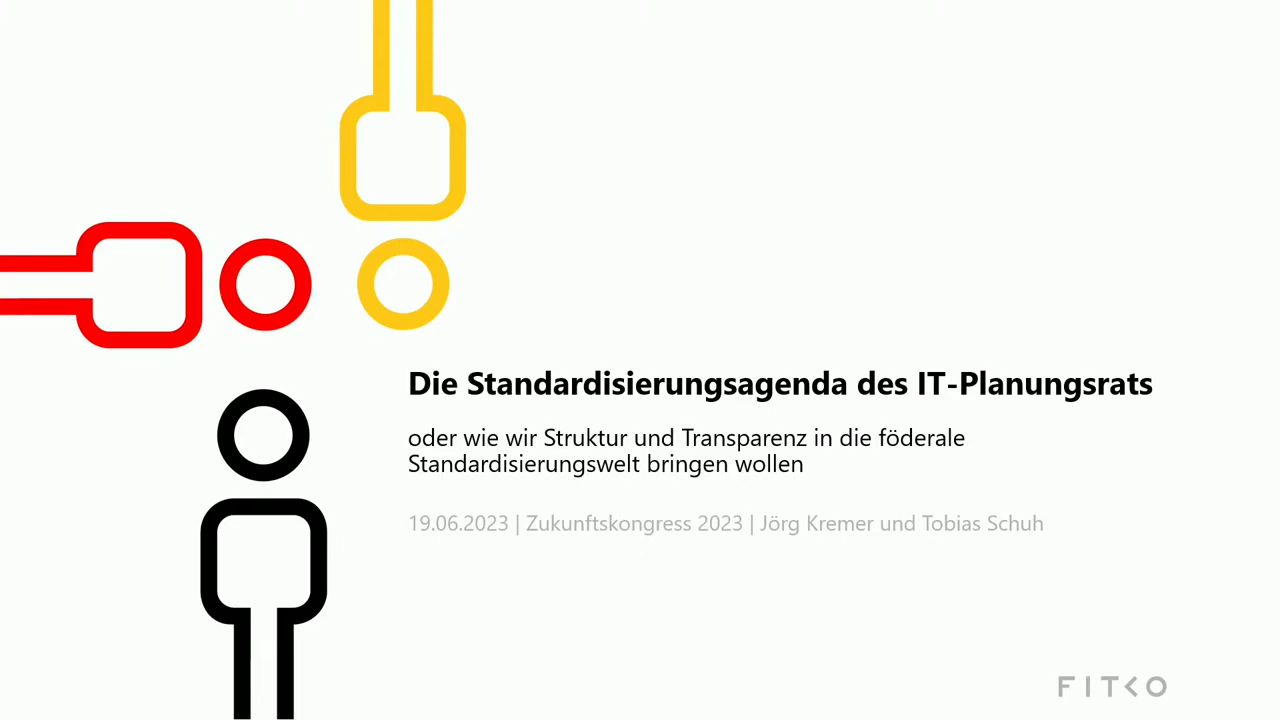 Die Standardisierungsagenda des IT-Planungsrats
oder wie wir Struktur und Transparenz in die föderale
Standardisierungswelt bringen wollen
19.06.2023 | Zukunftskongress 2023 | Jörg Kremer und Tobias Schuh
FITKO